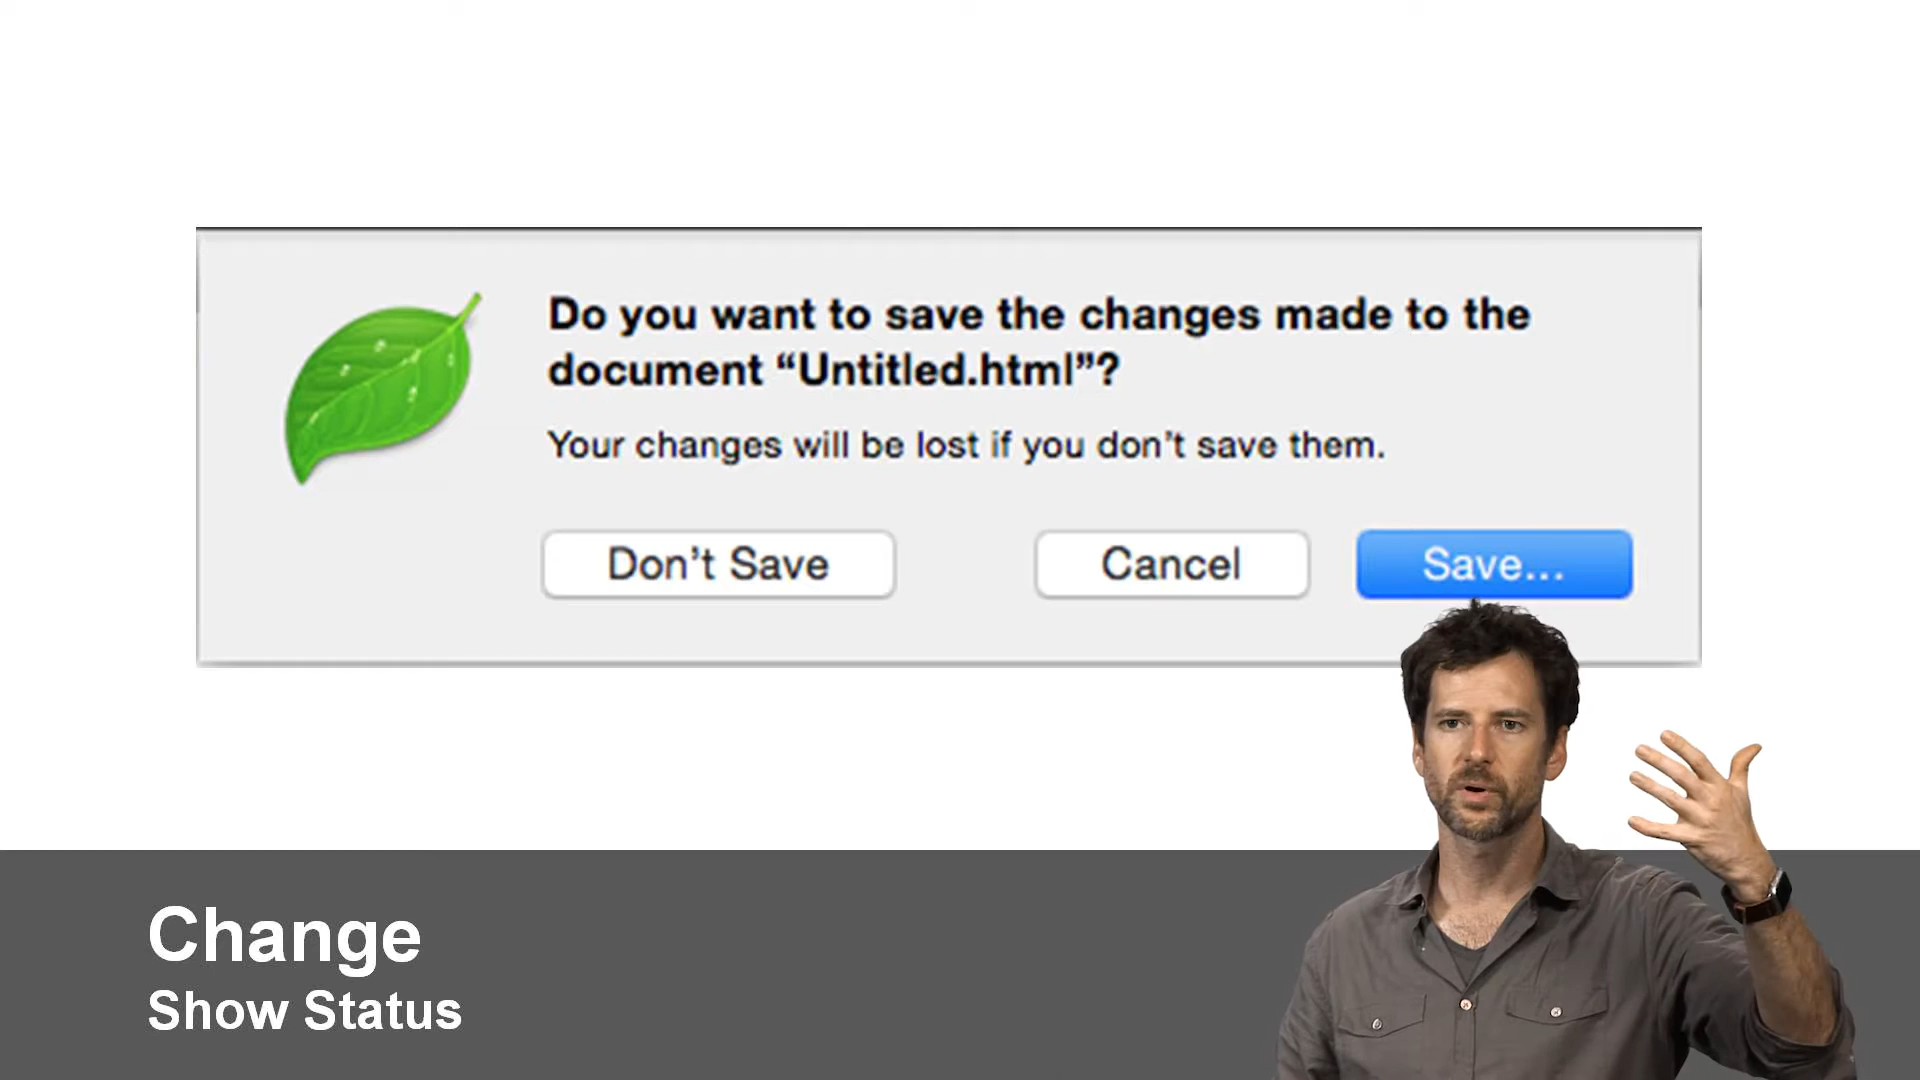 Do you want to save the changes made to the
document “Untitled.html”?
Your changes will be lost if you don’t save them.
Don’t Save
Cancel
Save...
Change
Show Status